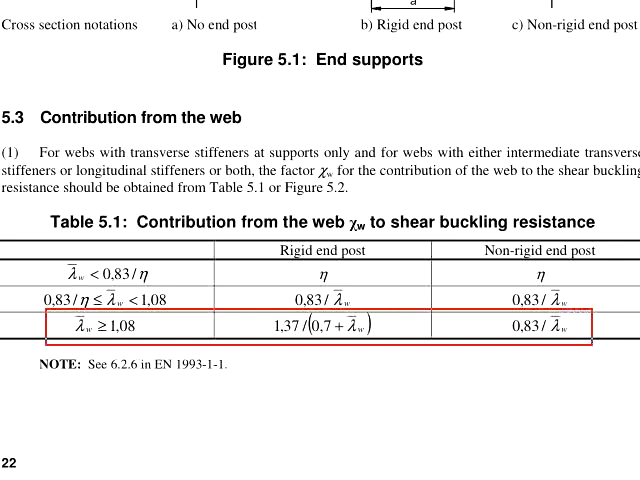 a
Cross section notations a) No end post b) Rigid end post c) Non-rigid end post
Figure 5.1: End supports
5.3 Contribution from the web
(1) For webs with transverse stiffeners at supports only and for webs with either intermediate transverse
stiffeners or longitudinal stiffeners or both, the factor χw for the contribution of the web to the shear buckling
resistance should be obtained from Table 5.1 or Figure 5.2.
Table 5.1: Contribution from the web χw to shear buckling resistance
Rigid end post Non-rigid end post
λ̅w < 0,83/η η η
0,83/η ≤ λ̅w < 1,08 0,83/λ̅w 0,83/λ̅w
λ̅w ≥ 1,08 1,37/(0,7 + λ̅w) 0,83/λ̅w
NOTE: See 6.2.6 in EN 1993-1-1.
22